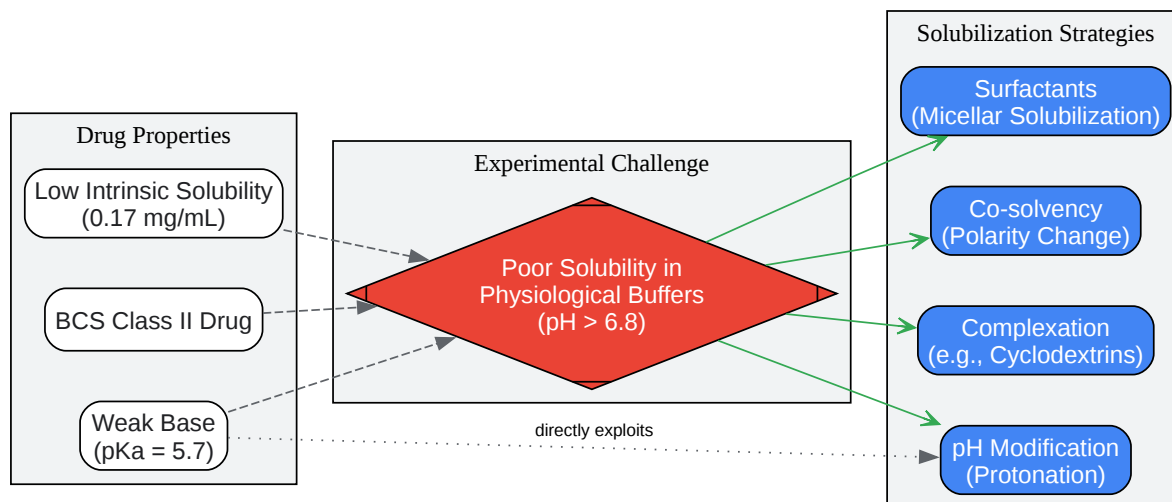 Drug Properties
Low Intrinsic Solubility
(0.17 mg/mL)
BCS Class II Drug
Weak Base
(pKa = 5.7)
Experimental Challenge
Poor Solubility in
Physiological Buffers
(pH > 6.8)
directly exploits
Solubilization Strategies
Surfactants
(Micellar Solubilization)
Co-solvency
(Polarity Change)
Complexation
(e.g., Cyclodextrins)
pH Modification
(Protonation)